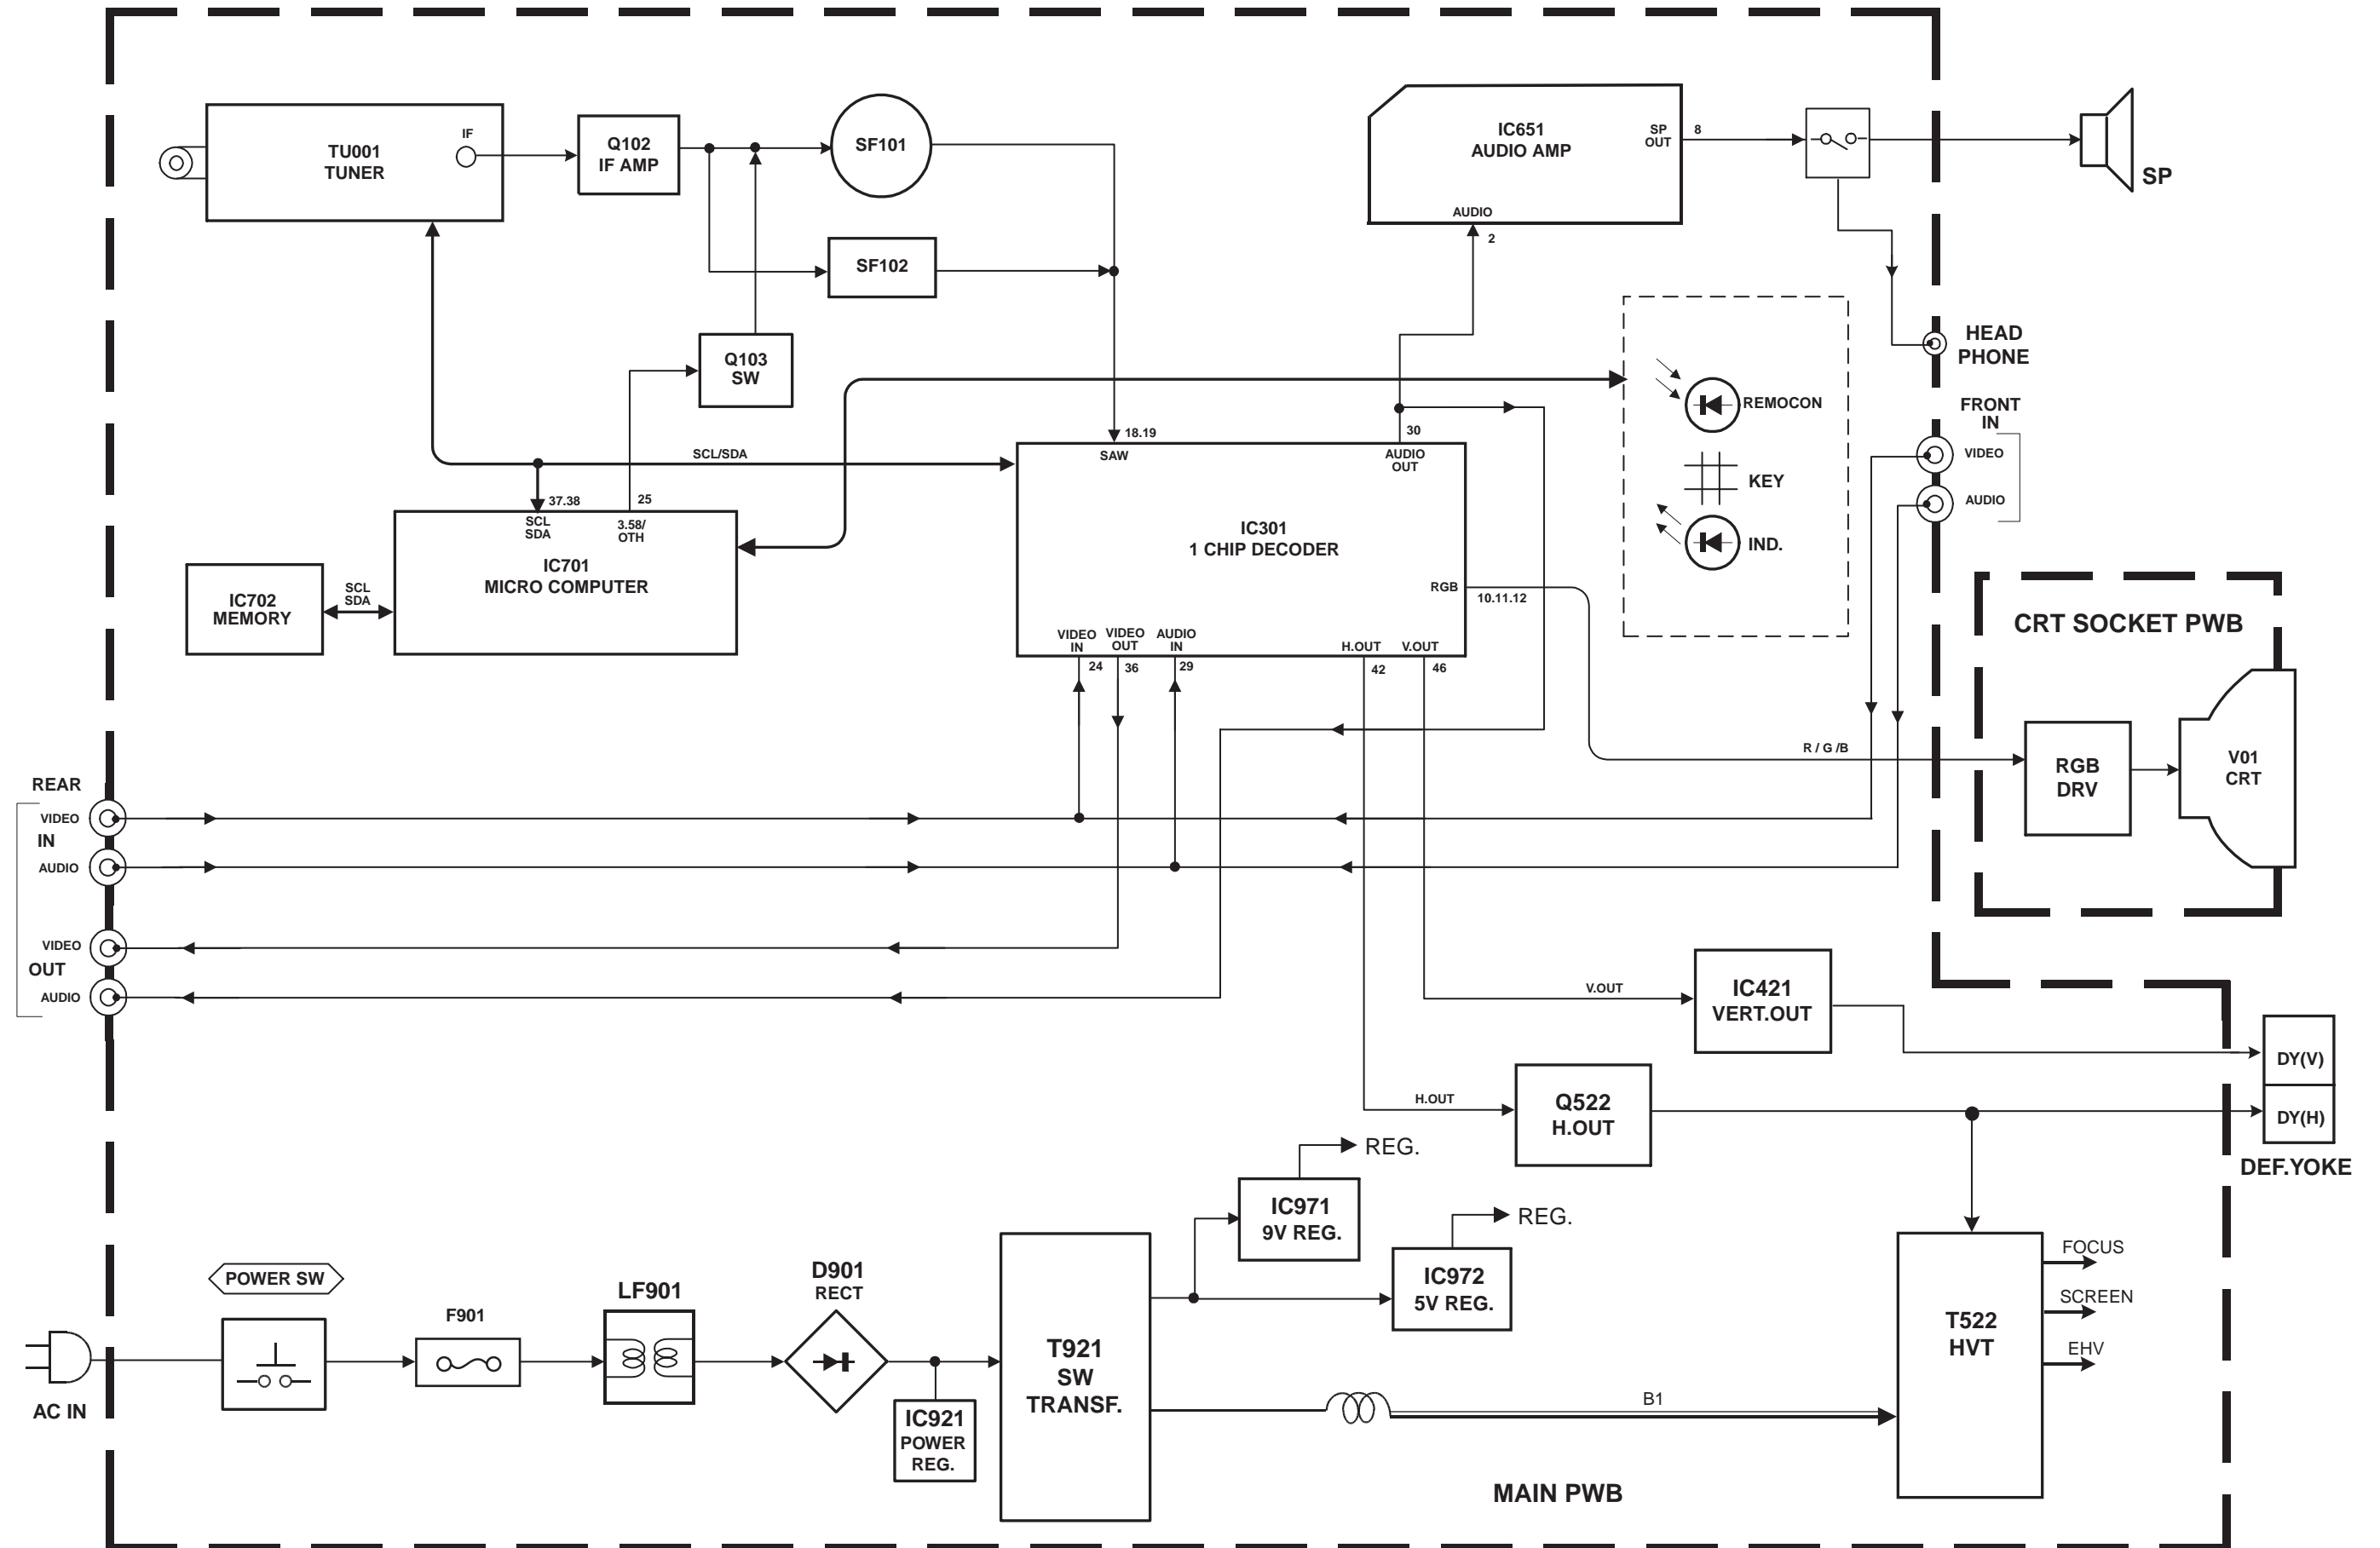 TU001
TUNER
IF
Q102
IF AMP
SF101
SF102
Q103
SW
IC651
AUDIO AMP
SP
OUT
8
AUDIO
2
SP
HEAD
PHONE
FRONT
IN
VIDEO
AUDIO
REMOCON
KEY
IND.
SCL/SDA
37.38
25
SCL
SDA
3.58/
OTH
IC701
MICRO COMPUTER
IC702
MEMORY
SCL
SDA
18.19
SAW
30
AUDIO
OUT
IC301
1 CHIP DECODER
RGB
10.11.12
VIDEO
IN
VIDEO
OUT
AUDIO
IN
H.OUT
V.OUT
24
36
29
42
46
CRT SOCKET PWB
R / G /B
RGB
DRV
V01
CRT
REAR
VIDEO
IN
AUDIO
VIDEO
OUT
AUDIO
V.OUT
IC421
VERT.OUT
H.OUT
Q522
H.OUT
DY(V)
DY(H)
DEF.YOKE
REG.
IC971
9V REG.
REG.
IC972
5V REG.
POWER SW
F901
LF901
D901
RECT
AC IN
IC921
POWER
REG.
T921
SW
TRANSF.
B1
T522
HVT
FOCUS
SCREEN
EHV
MAIN PWB